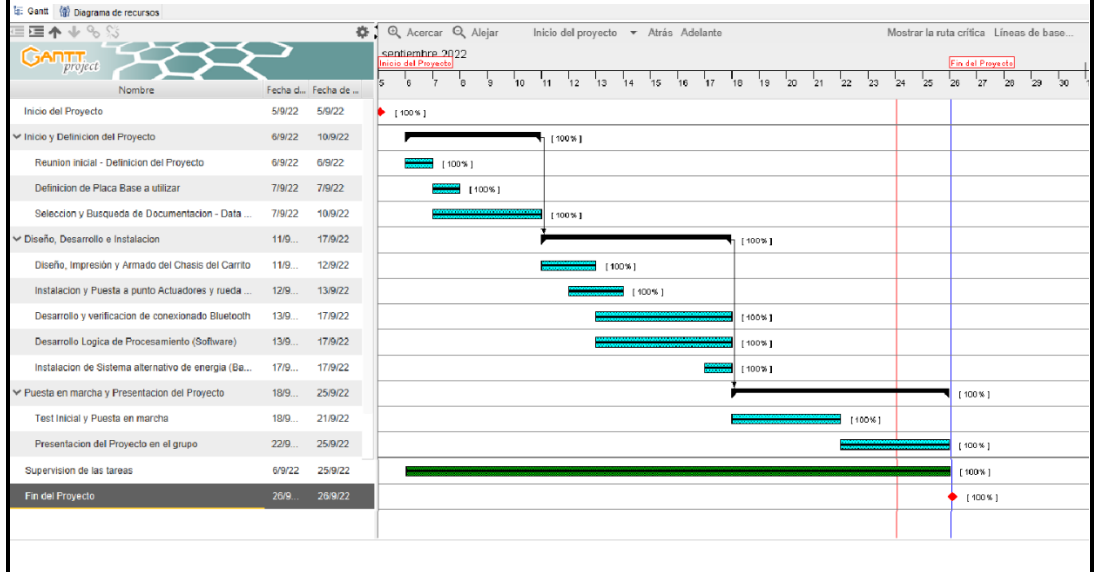 Gantt Diagrama de recursos
Acercar Alejar Inicio del proyecto Atrás Adelante Mostrar la ruta crítica Líneas de base...
GANTT project
septiembre 2022
Inicio del Proyecto Fin del Proyecto
Nombre Fecha d... Fecha de ... 5 6 7 8 9 10 11 12 13 14 15 16 17 18 19 20 21 22 23 24 25 26 27 28 29 30
Inicio del Proyecto 5/9/22 5/9/22 [ 100% ]
Inicio y Definicion del Proyecto 6/9/22 10/9/22 [ 100% ]
Reunion inicial - Definicion del Proyecto 6/9/22 6/9/22 [ 100% ]
Definicion de Placa Base a utilizar 7/9/22 7/9/22 [ 100% ]
Seleccion y Busqueda de Documentacion - Data ... 7/9/22 10/9/22 [ 100% ]
Diseño, Desarrollo e Instalacion 11/9... 17/9/22 [ 100% ]
Diseño, Impresión y Armado del Chasis del Carrito 11/9... 12/9/22 [ 100% ]
Instalacion y Puesta a punto Actuadores y rueda ... 12/9... 13/9/22 [ 100% ]
Desarrollo y verificacion de conexionado Bluetooth 13/9... 17/9/22 [ 100% ]
Desarrollo Logica de Procesamiento (Software) 13/9... 17/9/22 [ 100% ]
Instalacion de Sistema alternativo de energia (Ba... 17/9... 17/9/22 [ 100% ]
Puesta en marcha y Presentacion del Proyecto 18/9... 25/9/22 [ 100% ]
Test Inicial y Puesta en marcha 18/9... 21/9/22 [ 100% ]
Presentacion del Proyecto en el grupo 22/9... 25/9/22 [ 100% ]
Supervision de las tareas 6/9/22 25/9/22 [ 100% ]
Fin del Proyecto 26/9... 26/9/22 [ 100% ]